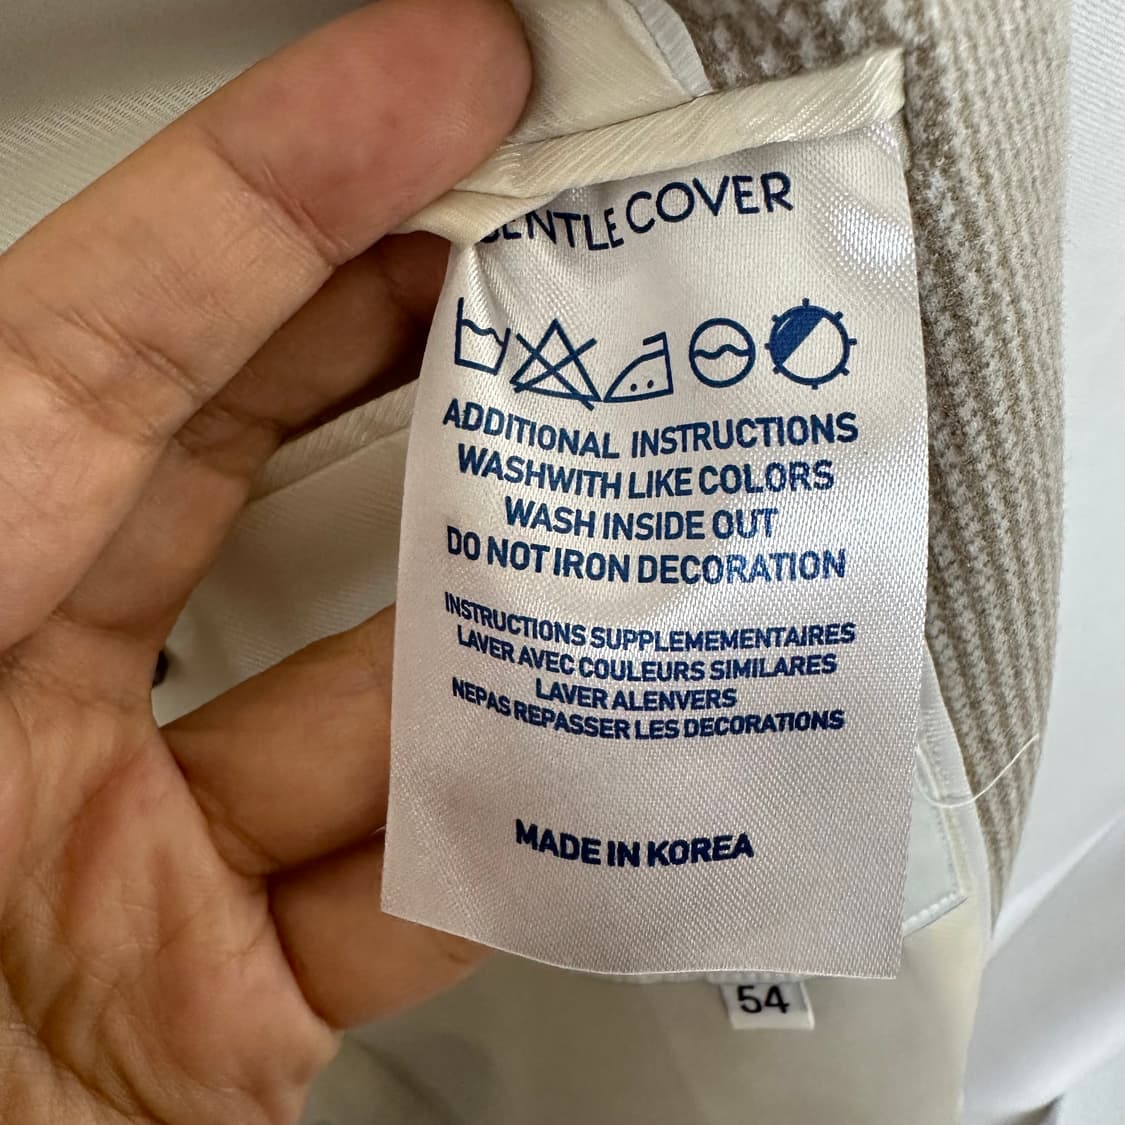 GENTLE COVER
ADDITIONAL INSTRUCTIONS
WASHWITH LIKE COLORS
WASH INSIDE OUT
DO NOT IRON DECORATION
INSTRUCTIONS SUPPLEMEMENTAIRES
LAVER AVEC COULEURS SIMILARES
LAVER ALENVERS
NEPAS REPASSER LES DECORATIONS
MADE IN KOREA
54